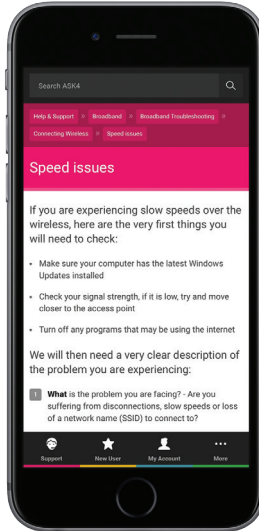 Search ASK4
Help & Support » Broadband » Broadband Troubleshooting »
Connecting Wireless » Speed issues
Speed issues
If you are experiencing slow speeds over the
wireless, here are the very first things you
will need to check:
• Make sure your computer has the latest Windows
Updates installed
• Check your signal strength, if it is low, try and move
closer to the access point
• Turn off any programs that may be using the internet
We will then need a very clear description of
the problem you are experiencing:
1 What is the problem you are facing? - Are you
suffering from disconnections, slow speeds or loss
of a network name (SSID) to connect to?
Support New User My Account More